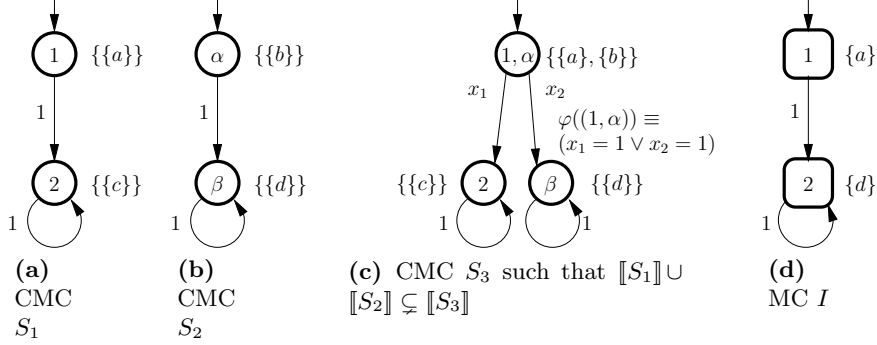 1 {{a}}
1
2 {{c}}
1
(a)
CMC
S₁
α {{b}}
1
β {{d}}
1
(b)
CMC
S₂
1, α {{a}, {b}}
x₁ x₂
φ((1, α)) ≡
(x₁ = 1 ∨ x₂ = 1)
{{c}} 2 β {{d}}
1 1
(c) CMC S₃ such that ⟦S₁⟧∪
⟦S₂⟧ ⊊ ⟦S₃⟧
1 {a}
1
2 {d}
1
(d)
MC I